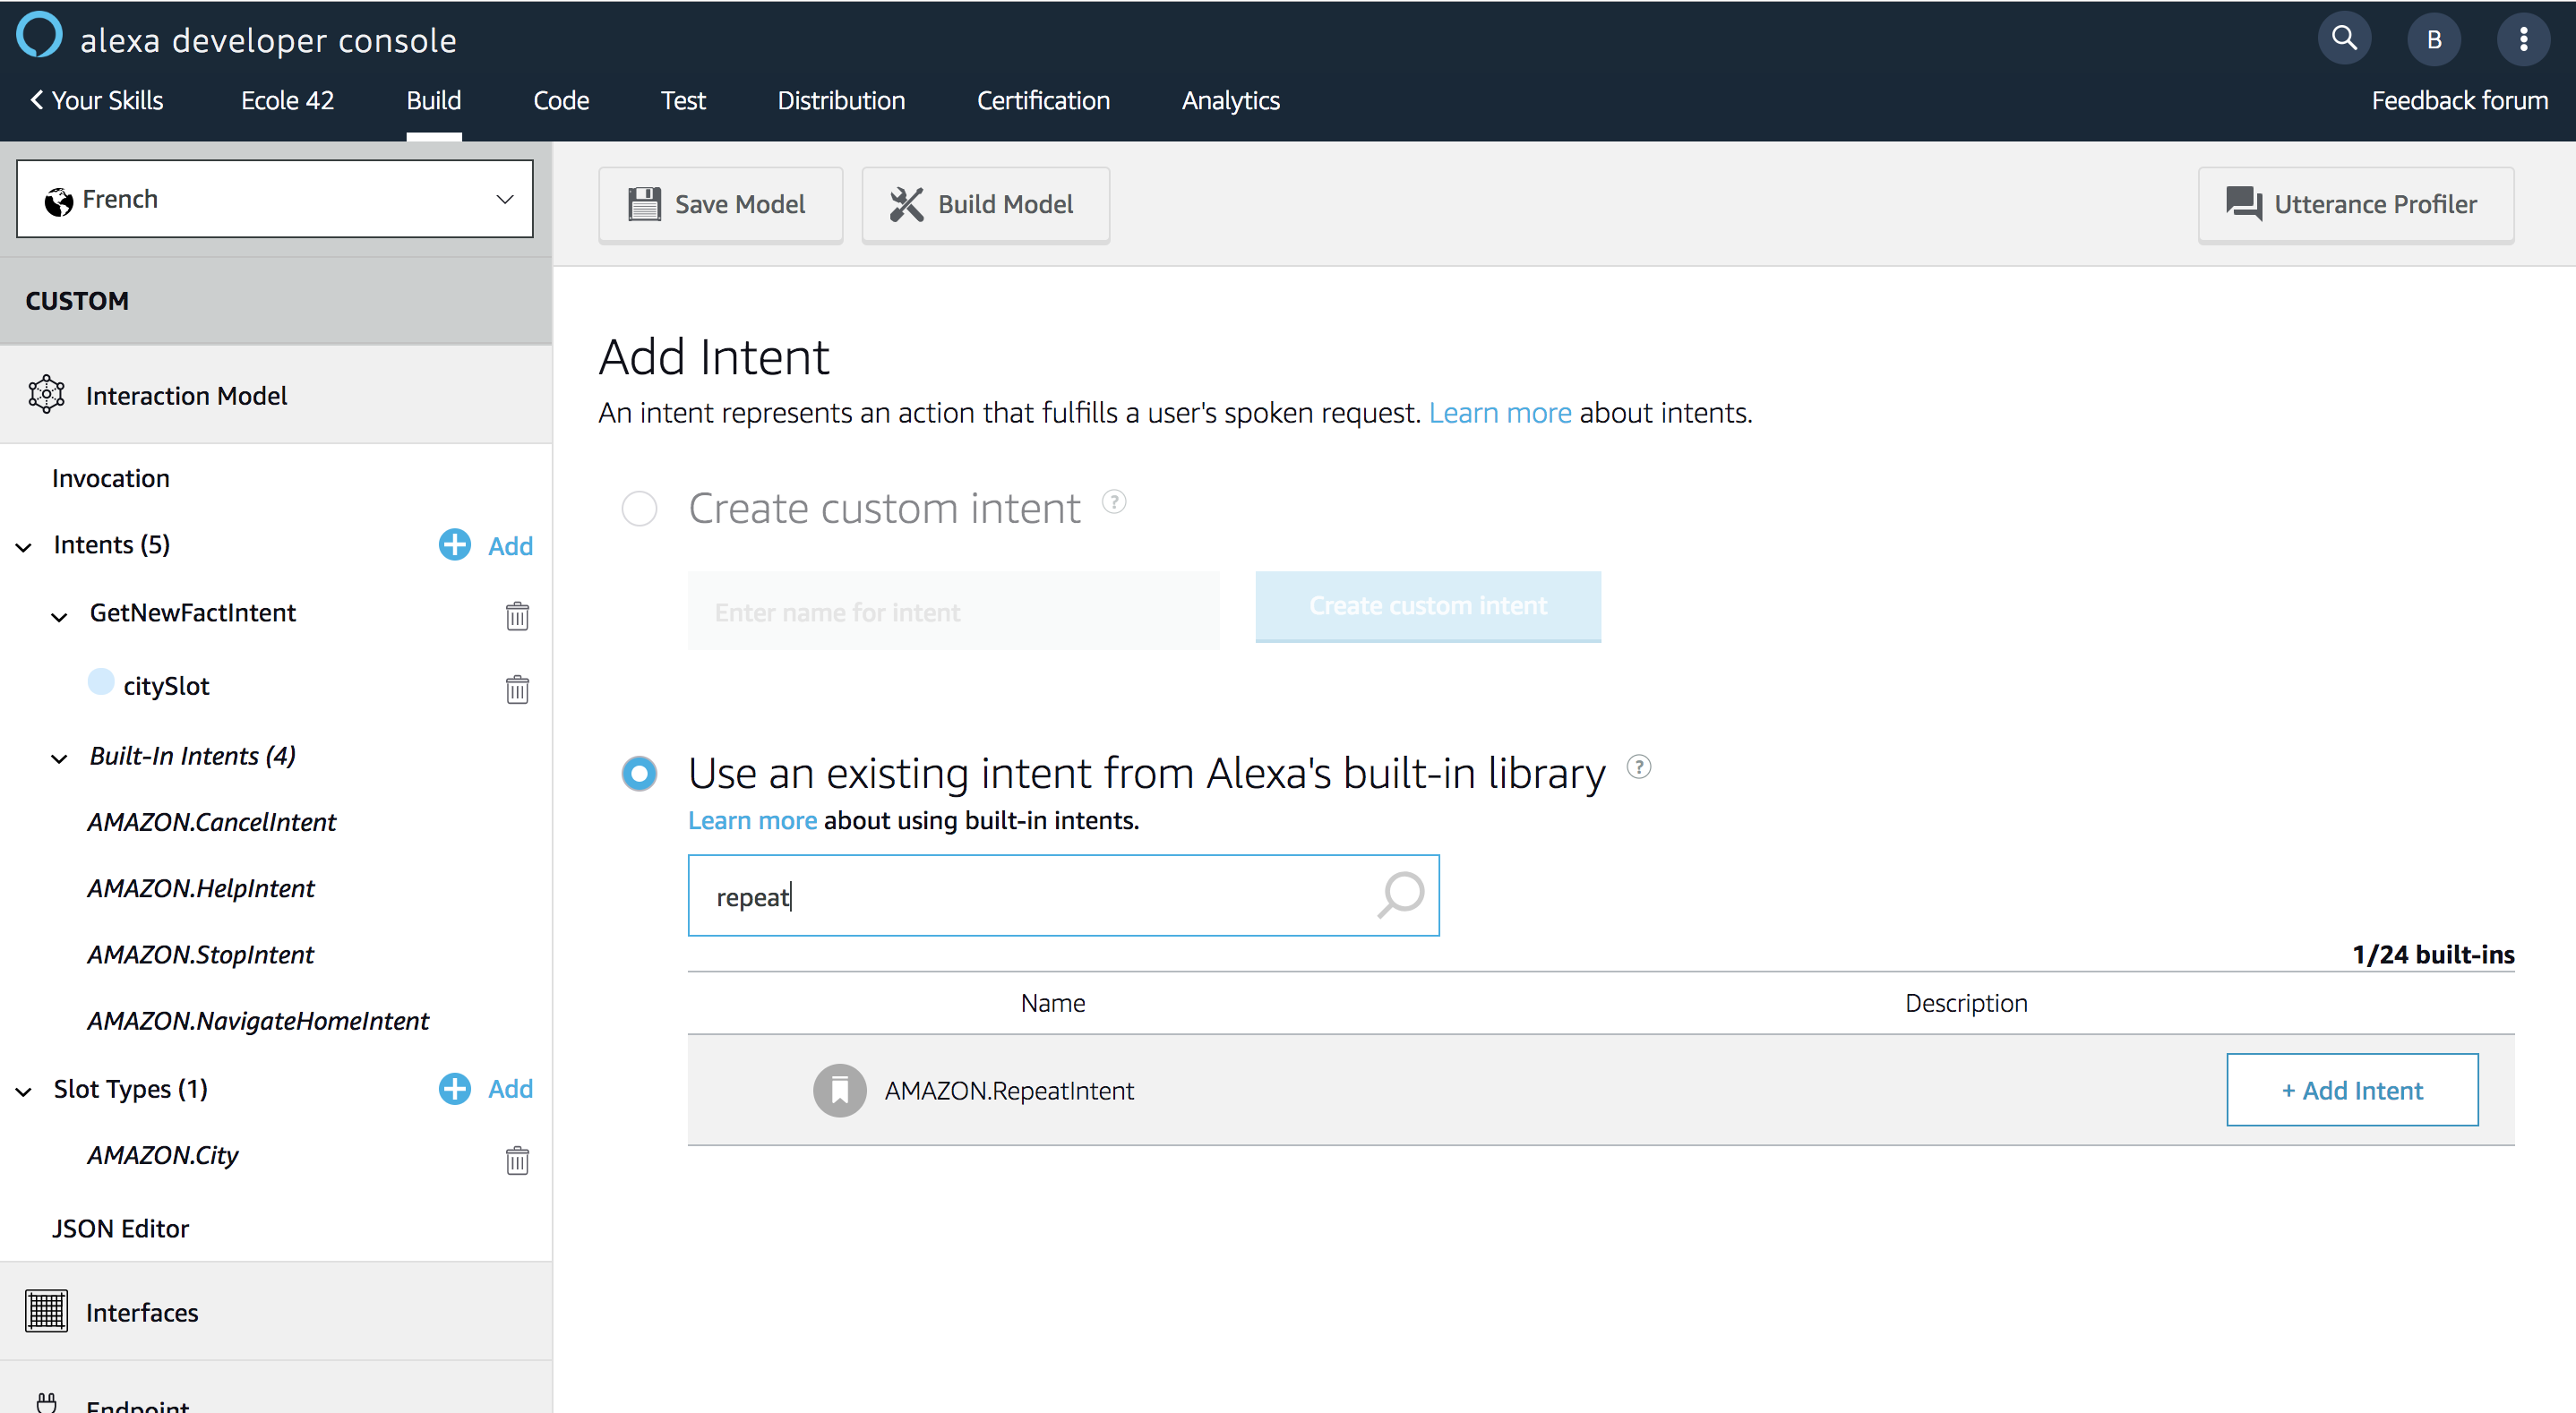 alexa developer console
B
Your Skills
Ecole 42
Build
Code
Test
Distribution
Certification
Analytics
Feedback forum
French
Save Model
Build Model
Utterance Profiler
CUSTOM
Interaction Model
Invocation
Intents (5)
Add
GetNewFactIntent
citySlot
Built-In Intents (4)
AMAZON.CancelIntent
AMAZON.HelpIntent
AMAZON.StopIntent
AMAZON.NavigateHomeIntent
Slot Types (1)
Add
AMAZON.City
JSON Editor
Interfaces
Endpoint
Add Intent
An intent represents an action that fulfills a user's spoken request. Learn more about intents.
Create custom intent ?
Enter name for intent
Create custom intent
Use an existing intent from Alexa's built-in library ?
Learn more about using built-in intents.
repeat
1/24 built-ins
Name
Description
AMAZON.RepeatIntent
+ Add Intent